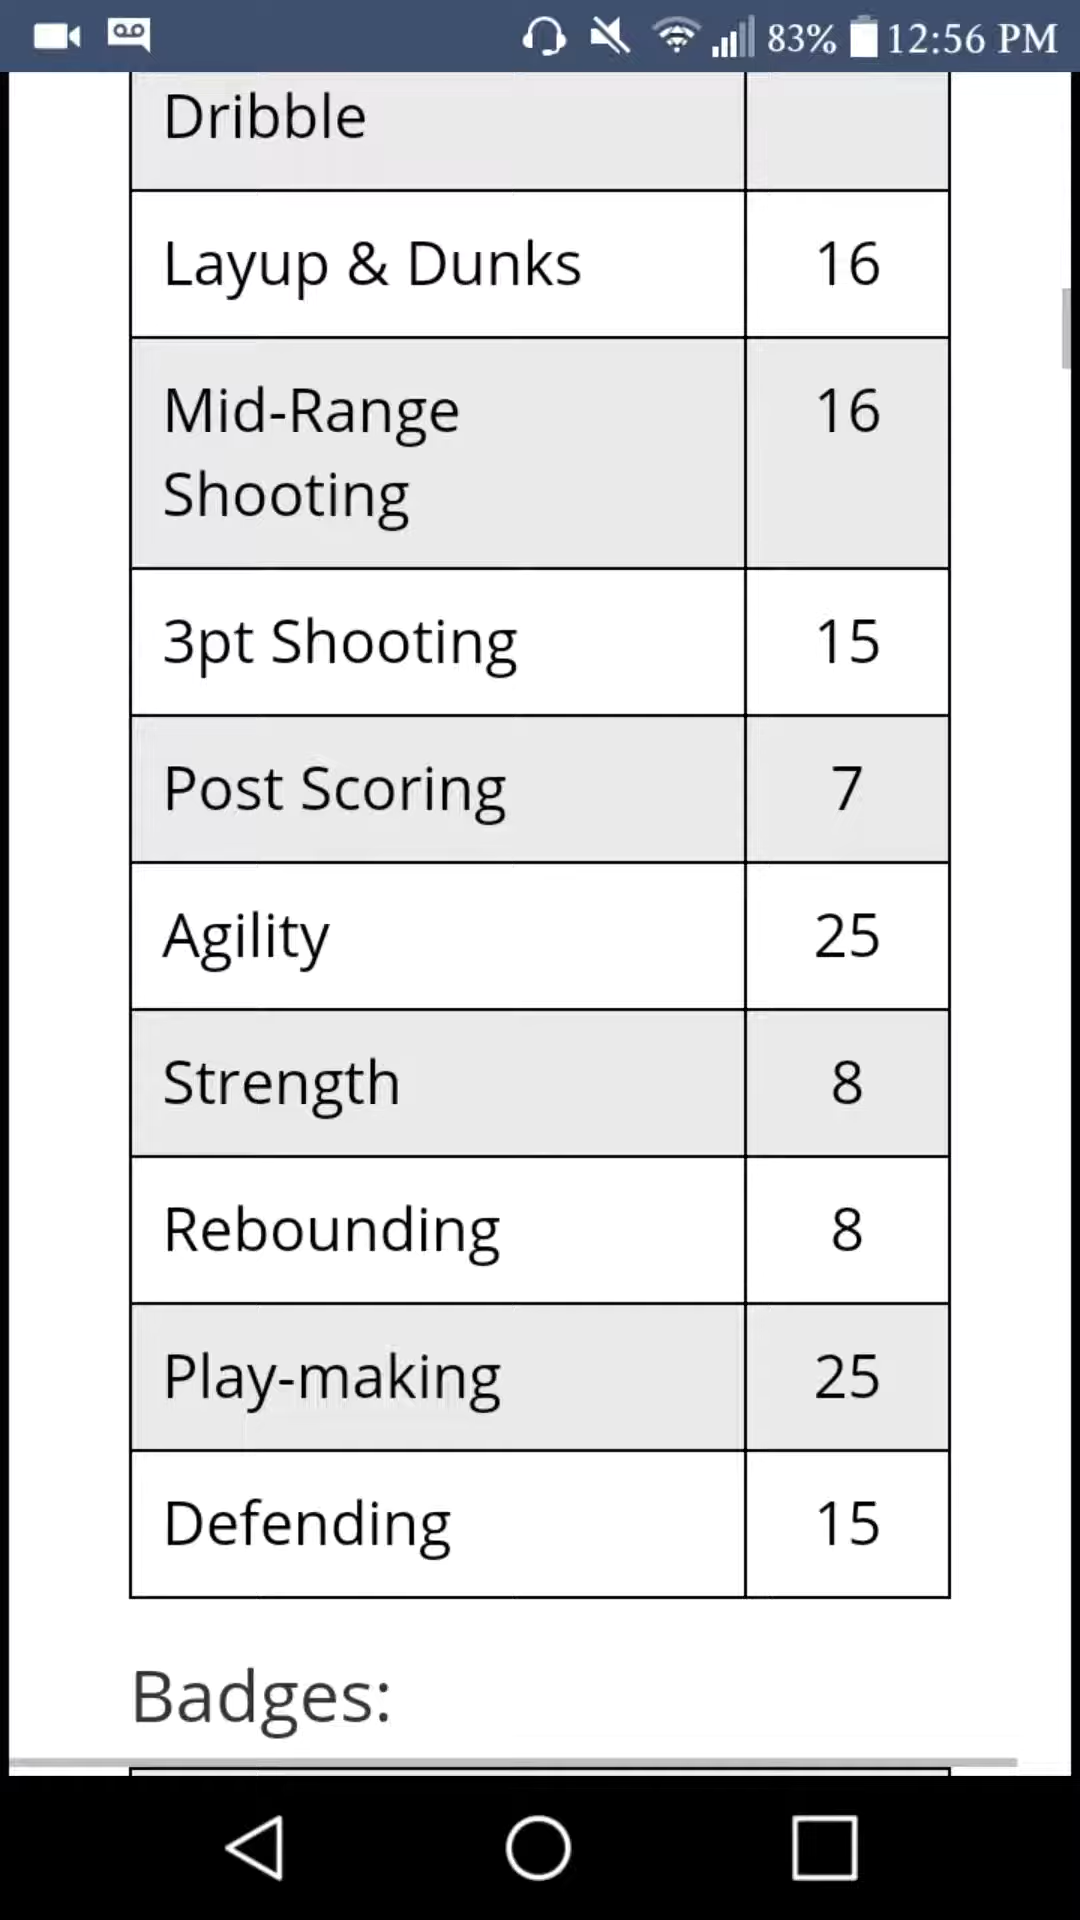 83% 12:56 PM
Dribble
Layup & Dunks 16
Mid-Range 16
Shooting
3pt Shooting 15
Post Scoring 7
Agility 25
Strength 8
Rebounding 8
Play-making 25
Defending 15
Badges: